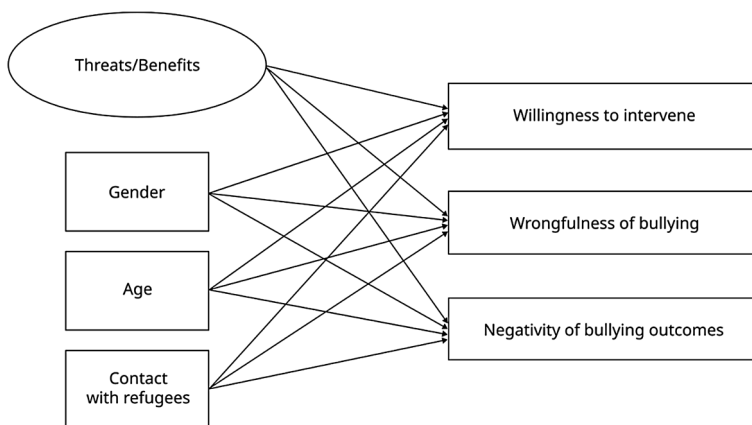 Threats/Benefits
Willingness to intervene
Gender
Wrongfulness of bullying
Age
Negativity of bullying outcomes
Contact
with refugees